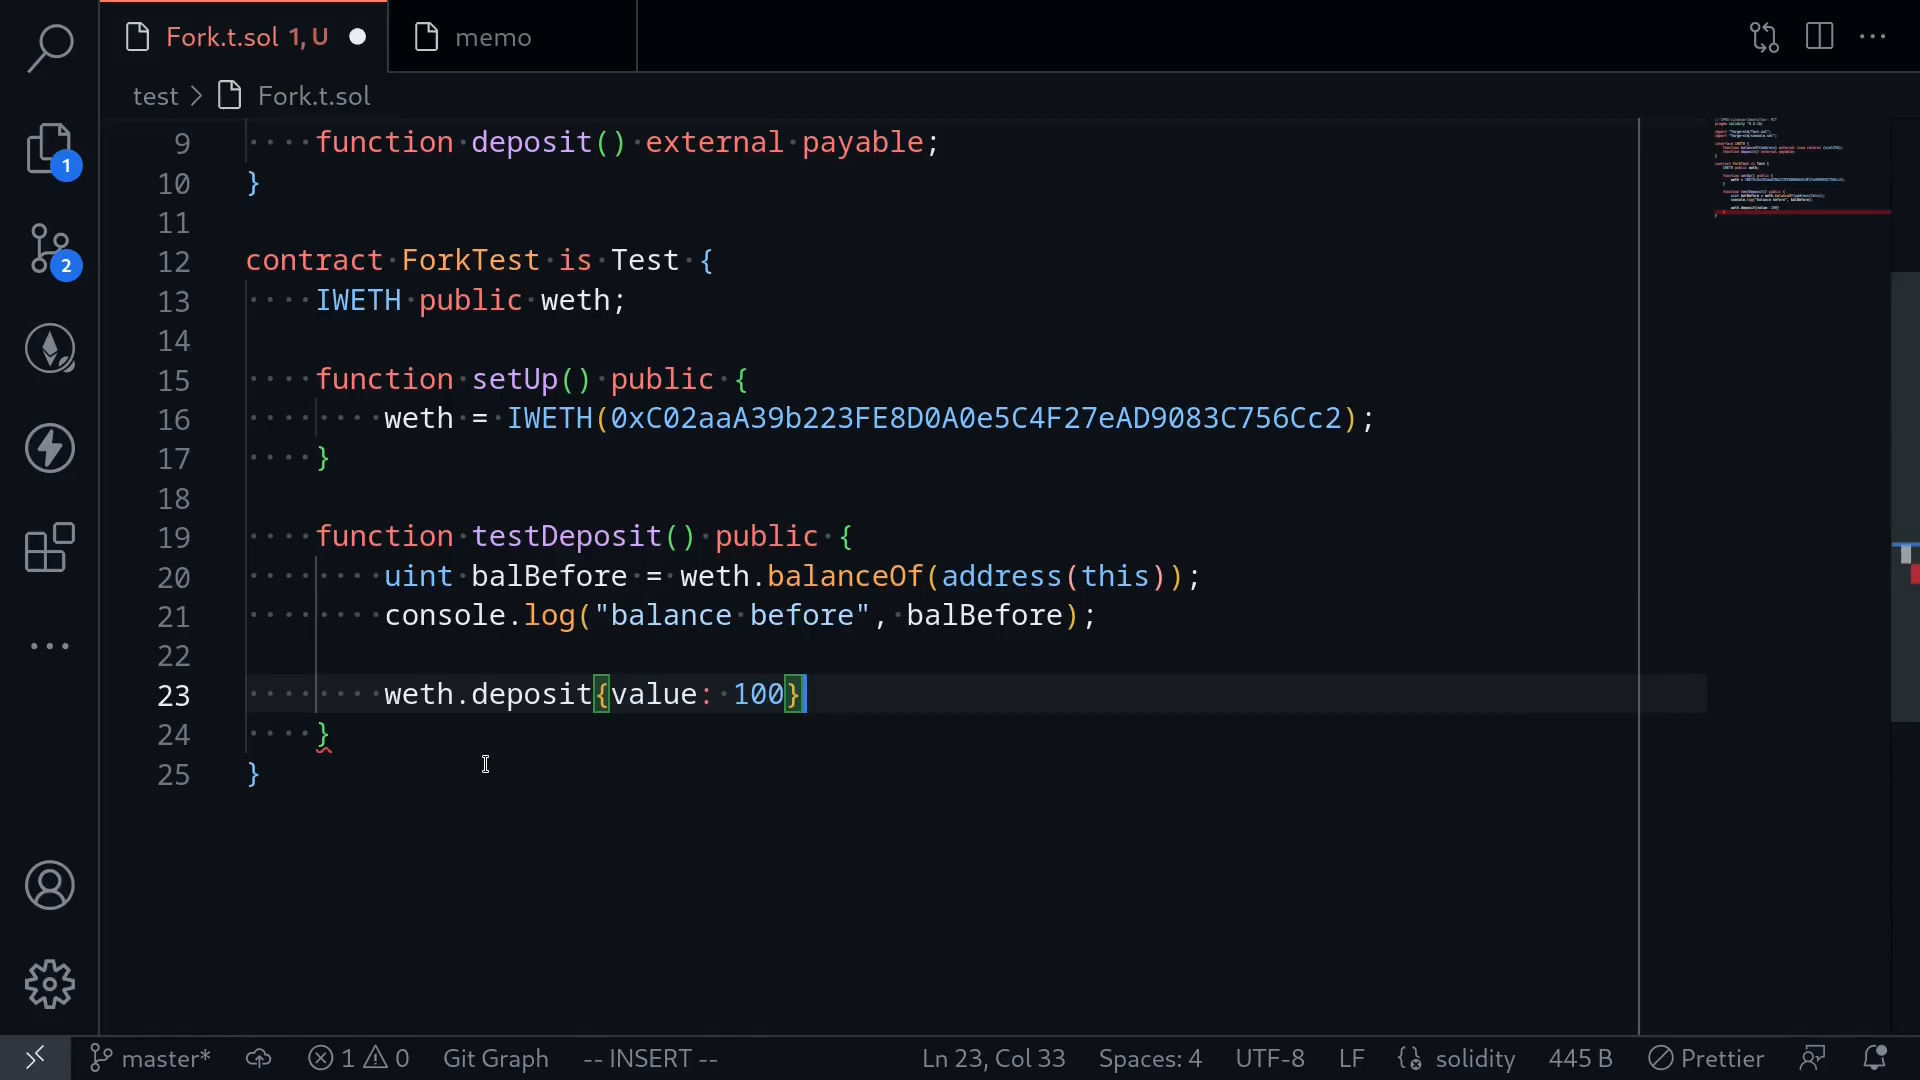 Fork.t.sol 1, U
memo
test > Fork.t.sol
1
2
9 function deposit() external payable;
10 }
11
12 contract ForkTest is Test {
13 IWETH public weth;
14
15 function setUp() public {
16 weth = IWETH(0xC02aaA39b223FE8D0A0e5C4F27eAD9083C756Cc2);
17 }
18
19 function testDeposit() public {
20 uint balBefore = weth.balanceOf(address(this));
21 console.log("balance before", balBefore);
22
23 weth.deposit{value: 100}
24 }
25 }
master* 1 0 Git Graph -- INSERT -- Ln 23, Col 33 Spaces: 4 UTF-8 LF solidity 445 B Prettier